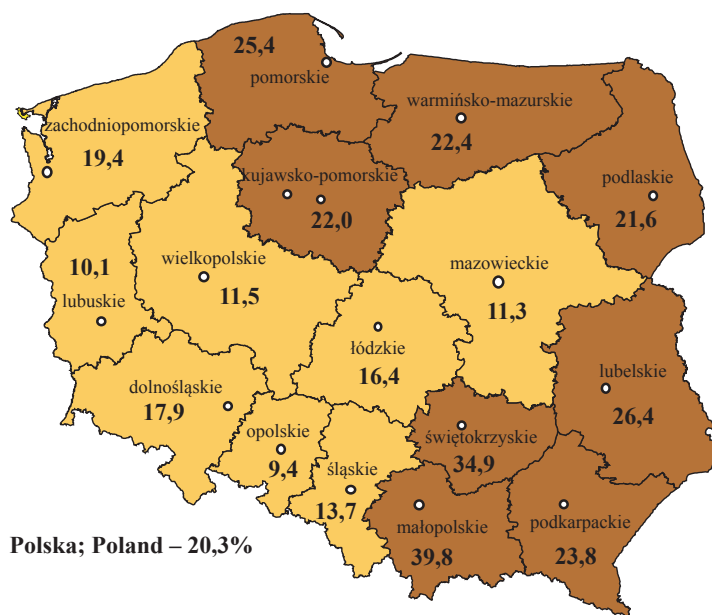 25,4
pomorskie
warmińsko-mazurskie
22,4
zachodniopomorskie
19,4
kujawsko-pomorskie
22,0
podlaskie
21,6
10,1
lubuskie
wielkopolskie
11,5
mazowieckie
11,3
łódzkie
16,4
lubelskie
26,4
dolnośląskie
17,9
opolskie
9,4
śląskie
13,7
świętokrzyskie
34,9
małopolskie
39,8
podkarpackie
23,8
Polska; Poland – 20,3%